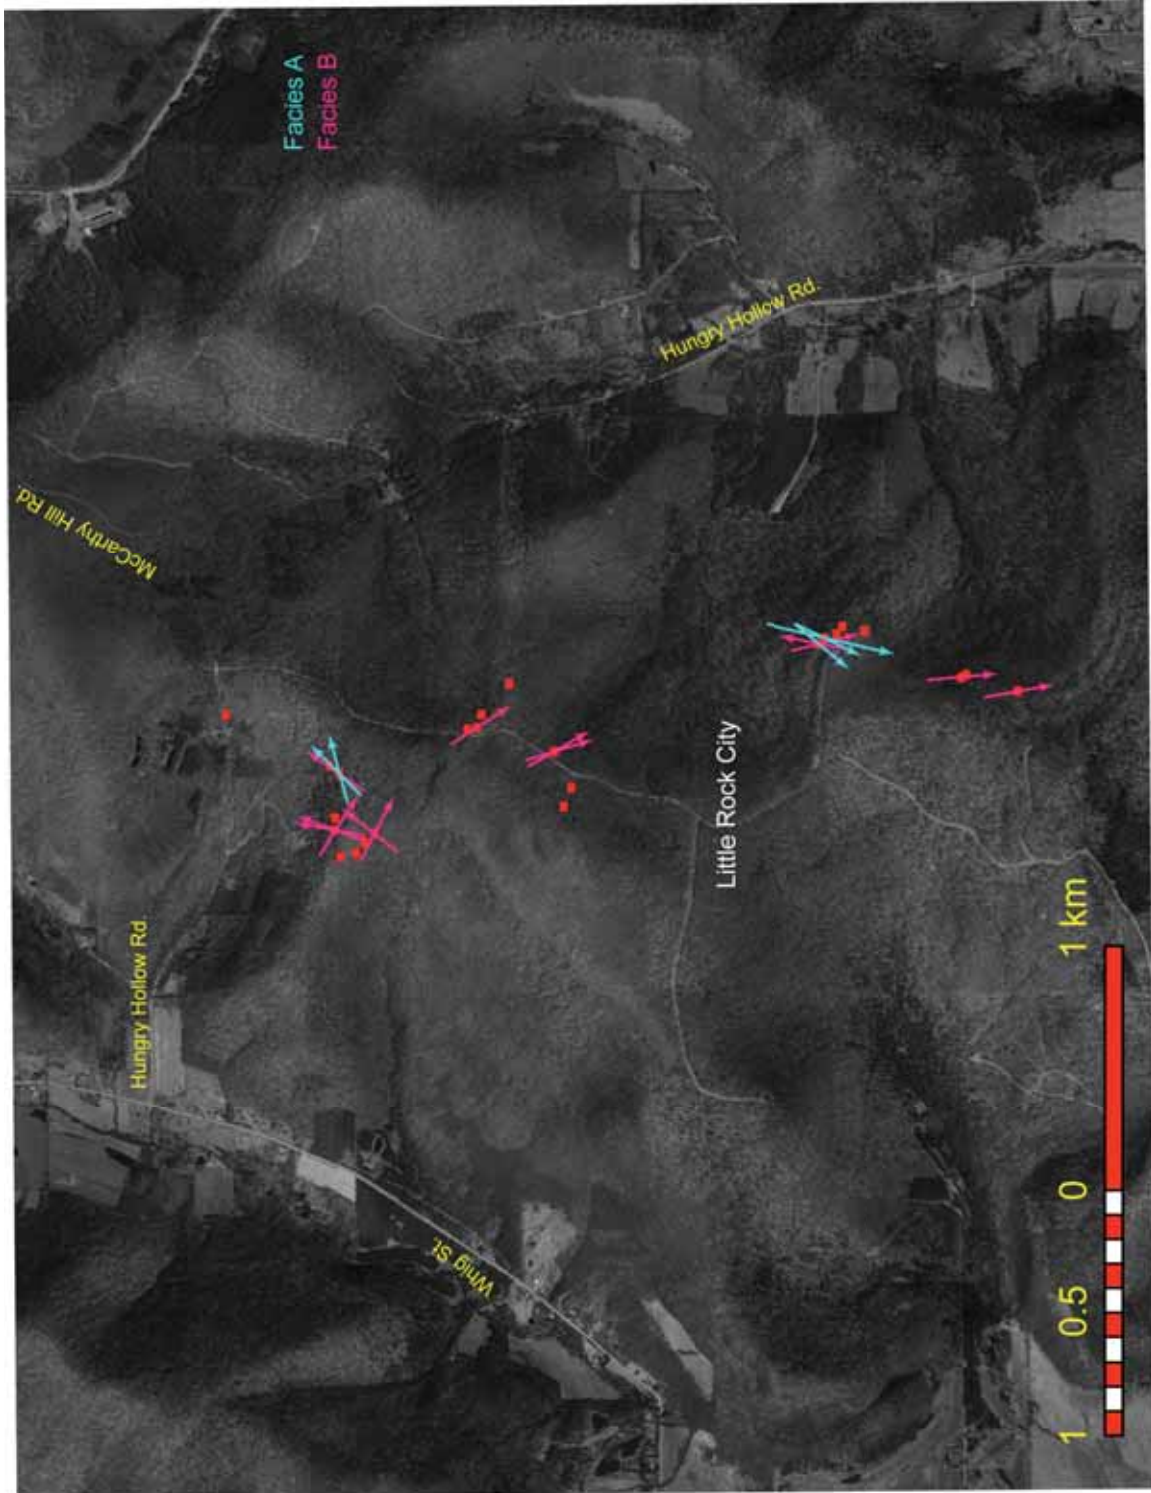 Facies A
Facies B
McCarthy Hill Rd.
Hungry Hollow Rd.
Hungry Hollow Rd.
Whig St.
Little Rock City
1 0.5 0 1 km